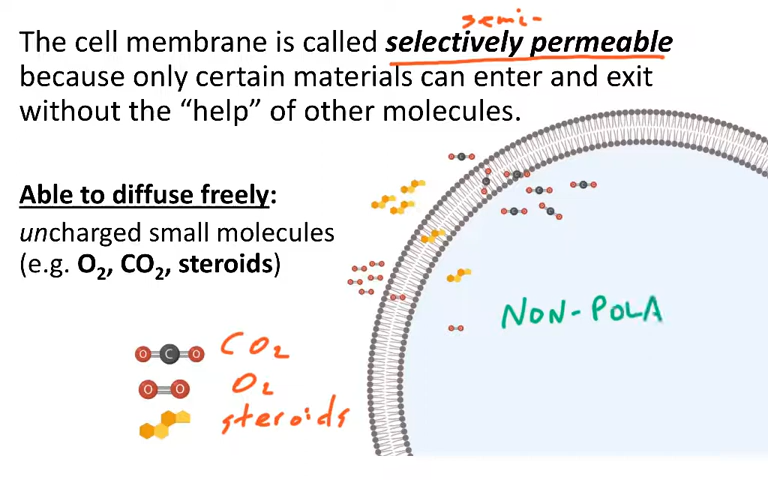 semi-
The cell membrane is called selectively permeable
because only certain materials can enter and exit
without the “help” of other molecules.
Able to diffuse freely:
uncharged small molecules
(e.g. O₂, CO₂, steroids)
NON-POLA
O C O CO₂
O O O₂
steroids